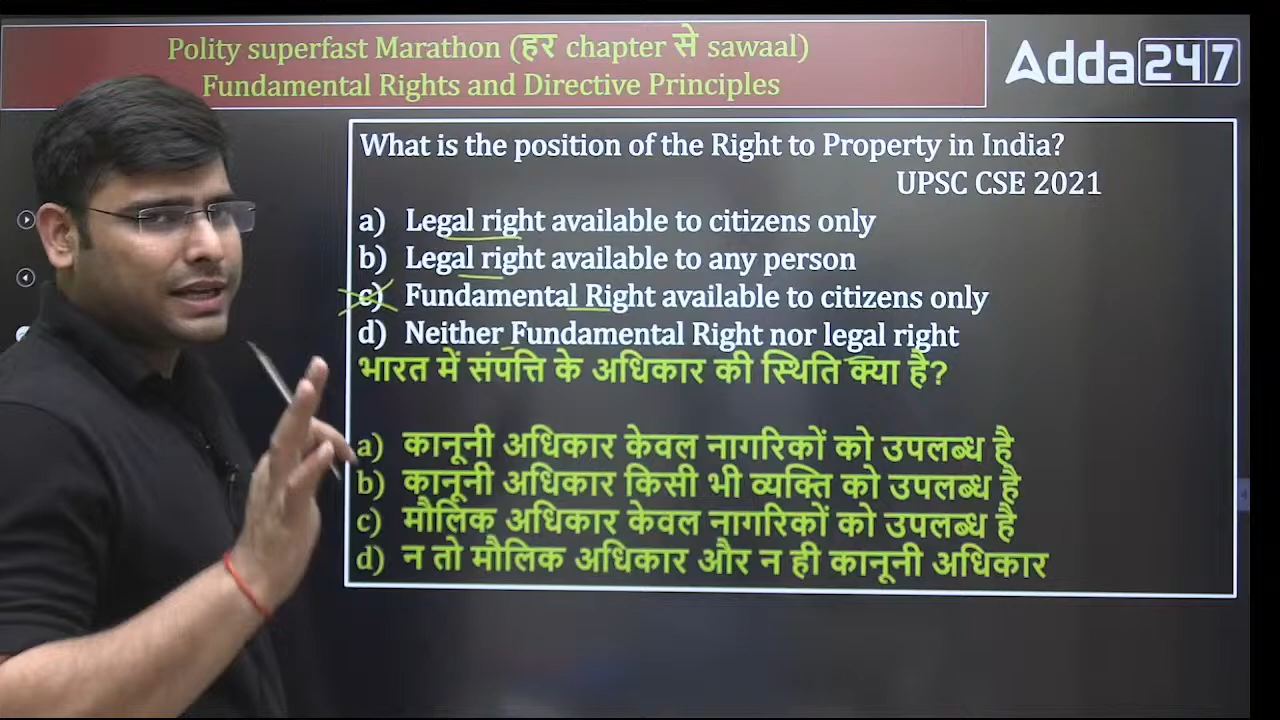 Polity superfast Marathon (हर chapter से sawaal)
Fundamental Rights and Directive Principles
Adda247
What is the position of the Right to Property in India?
UPSC CSE 2021
a) Legal right available to citizens only
b) Legal right available to any person
c) Fundamental Right available to citizens only
d) Neither Fundamental Right nor legal right
भारत में संपत्ति के अधिकार की स्थिति क्या है?
a) कानूनी अधिकार केवल नागरिकों को उपलब्ध है
b) कानूनी अधिकार किसी भी व्यक्ति को उपलब्ध है
c) मौलिक अधिकार केवल नागरिकों को उपलब्ध है
d) न तो मौलिक अधिकार और न ही कानूनी अधिकार